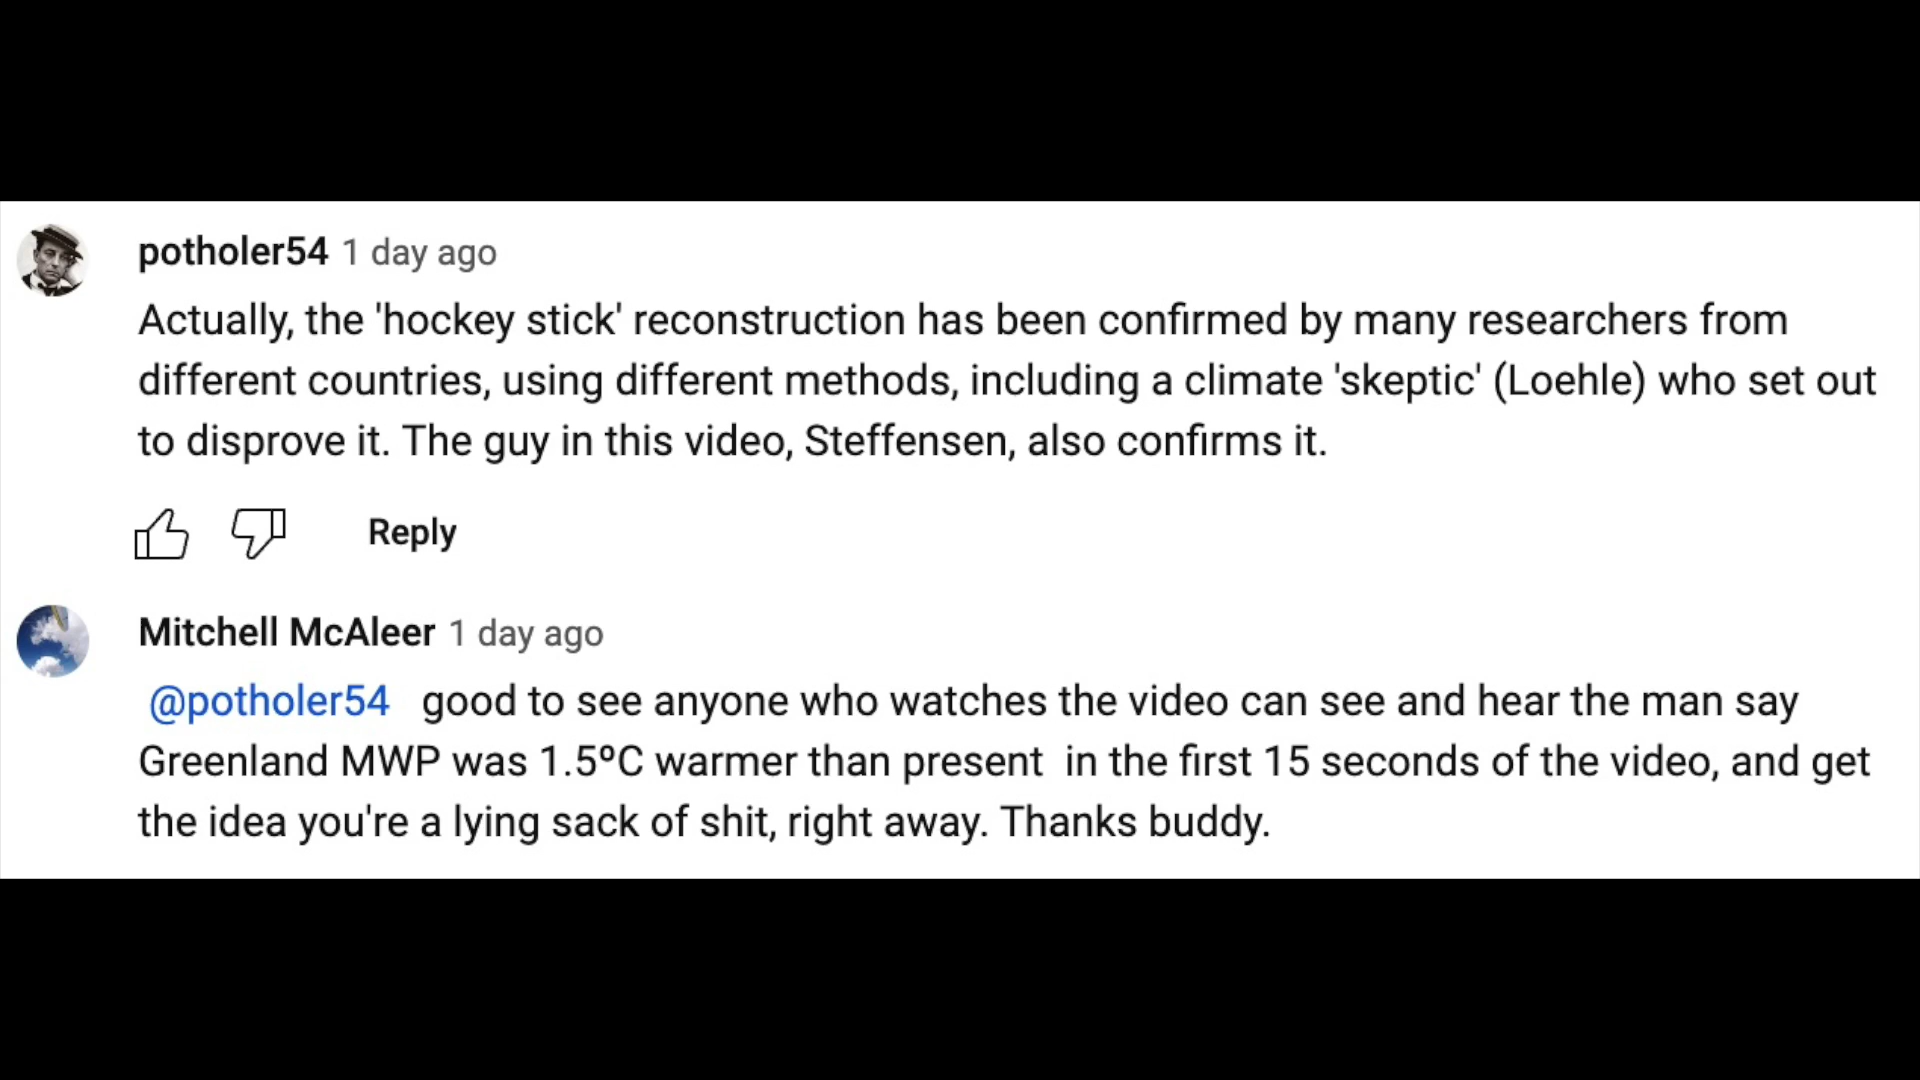 potholer54 1 day ago
Actually, the 'hockey stick' reconstruction has been confirmed by many researchers from
different countries, using different methods, including a climate 'skeptic' (Loehle) who set out
to disprove it. The guy in this video, Steffensen, also confirms it.
Reply
Mitchell McAleer 1 day ago
@potholer54 good to see anyone who watches the video can see and hear the man say
Greenland MWP was 1.5ºC warmer than present in the first 15 seconds of the video, and get
the idea you're a lying sack of shit, right away. Thanks buddy.